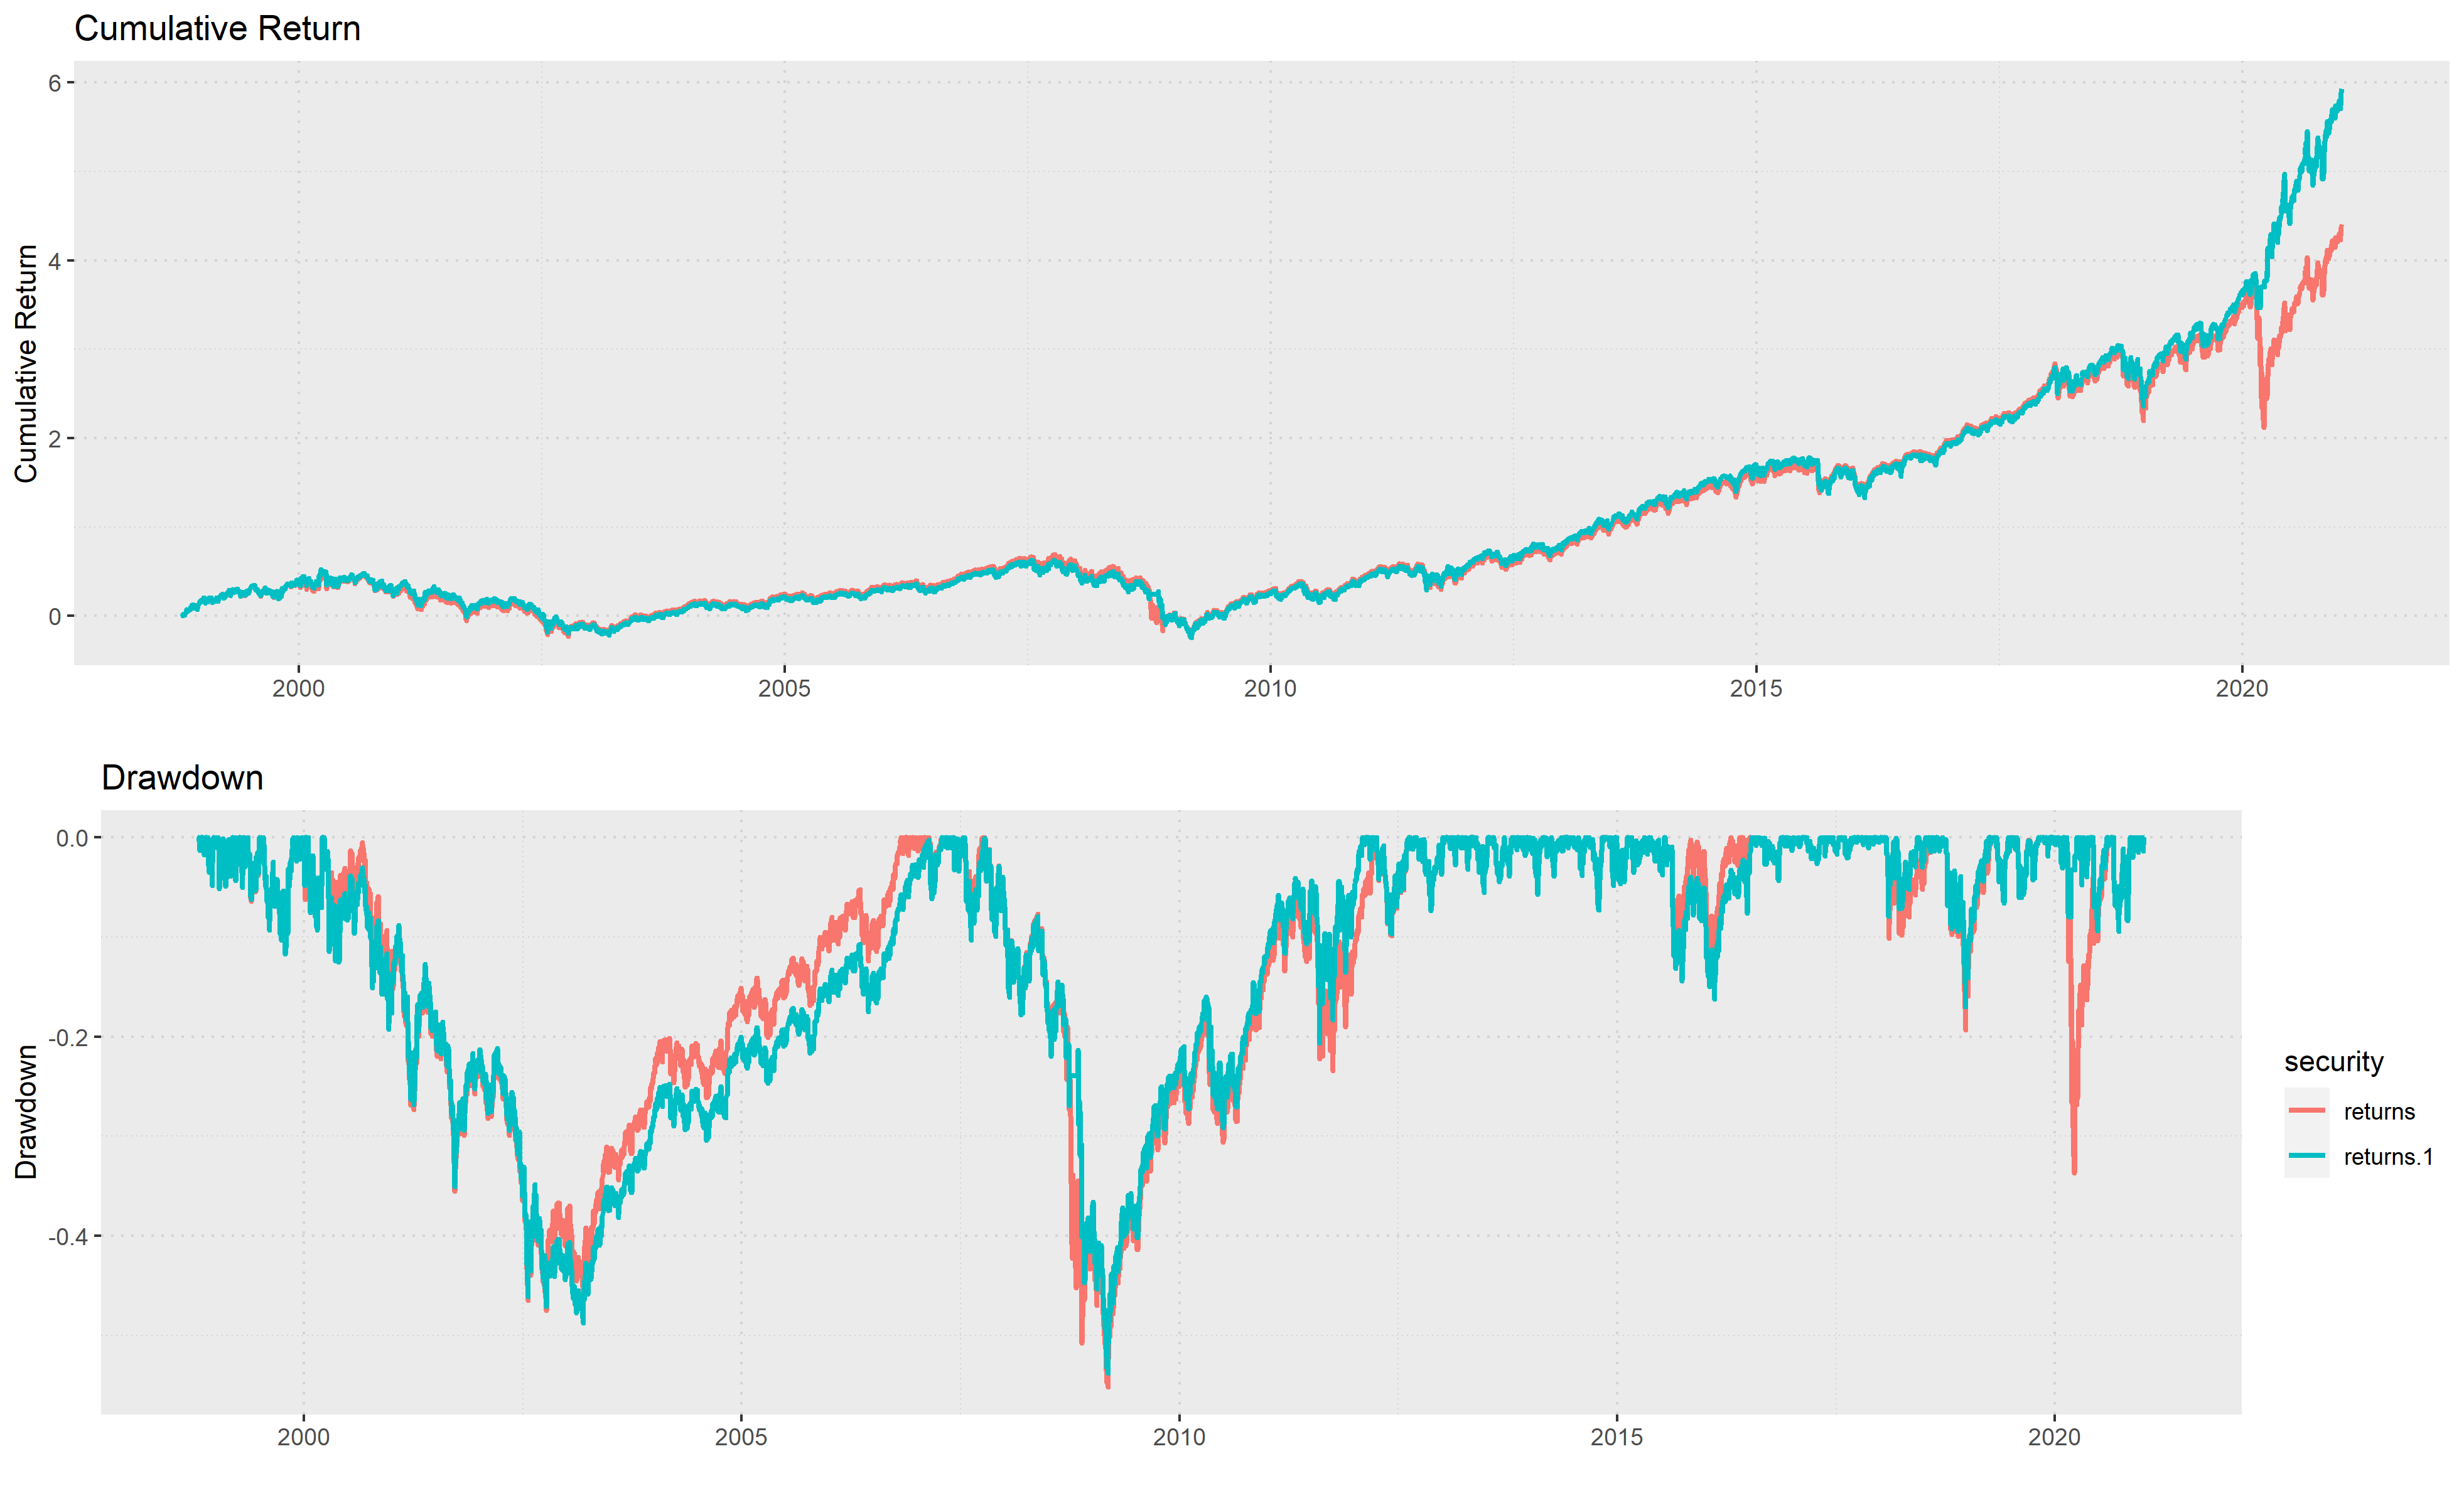 Cumulative Return
Cumulative Return
6
4
2
0
2000 2005 2010 2015 2020
Drawdown
Drawdown
0.0
-0.2
-0.4
2000 2005 2010 2015 2020
security
returns
returns.1